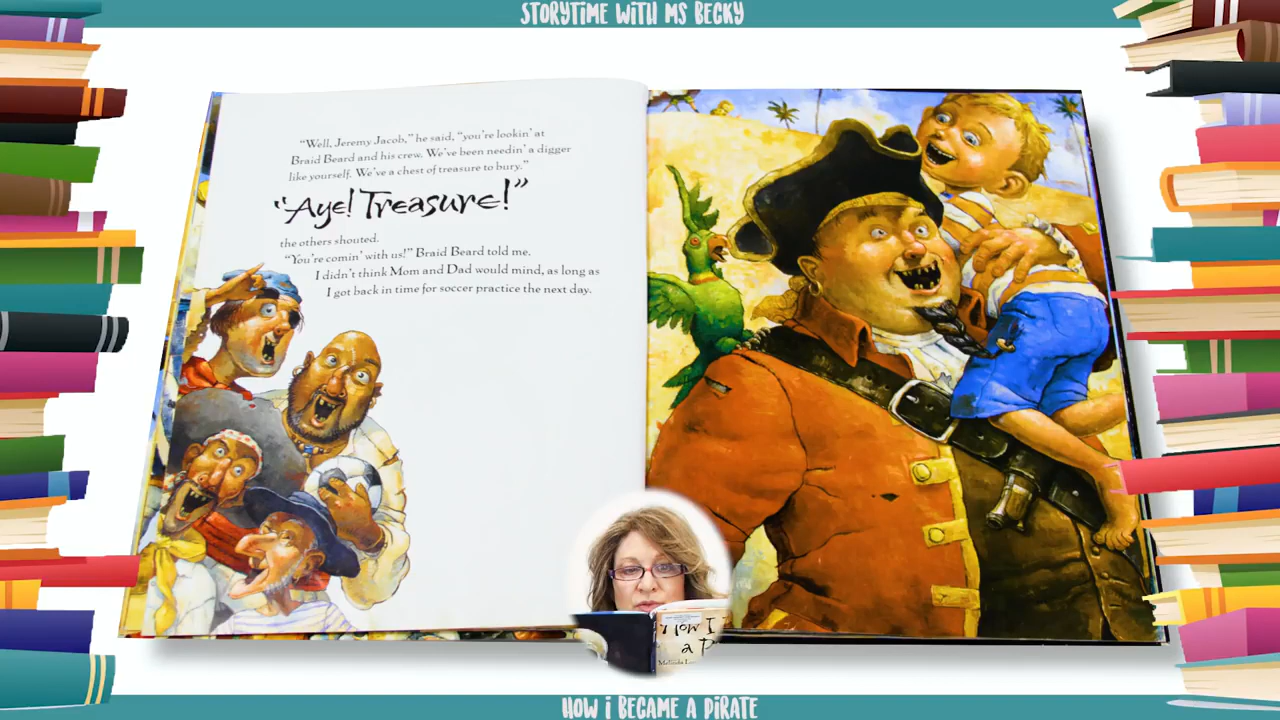 STORYTIME WITH MS BECKY
"Well, Jeremy Jacob," he said, "you're lookin' at
Braid Beard and his crew. We've been needin' a digger
like yourself. We've a chest of treasure to bury."
"Aye! Treasure!"
the others shouted.
"You're comin' with us!" Braid Beard told me.
I didn't think Mom and Dad would mind, as long as
I got back in time for soccer practice the next day.
How I
a P
Melinda
HOW I BECAME A PIRATE